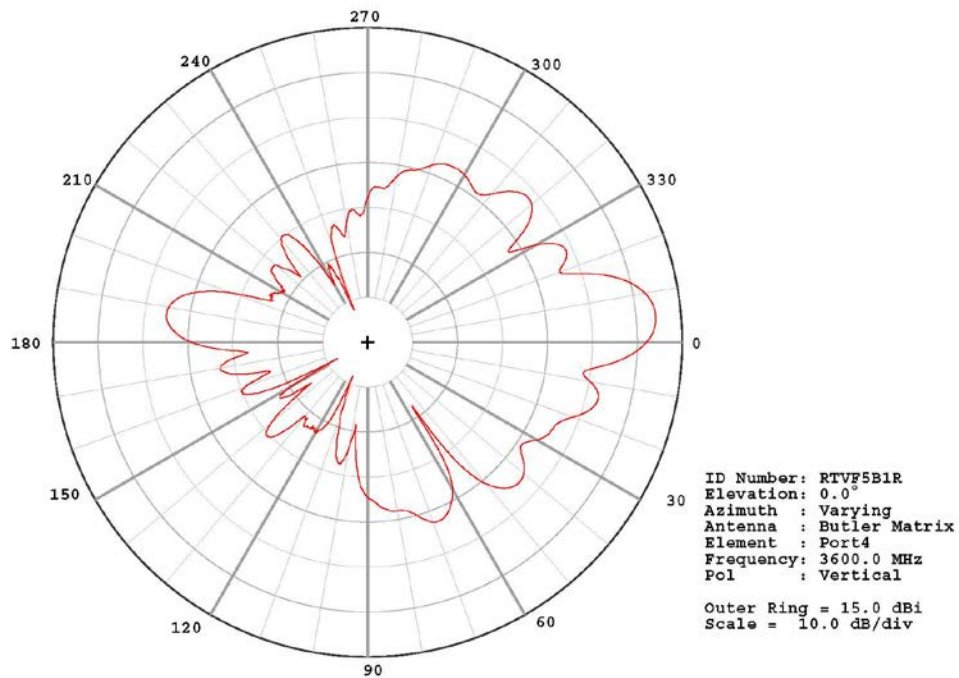 270
240
300
210
330
180
0
150
30
120
60
90
ID Number: RTVF5B1R
Elevation: 0.0°
Azimuth : Varying
Antenna : Butler Matrix
Element : Port4
Frequency: 3600.0 MHz
Pol : Vertical
Outer Ring = 15.0 dBi
Scale = 10.0 dB/div